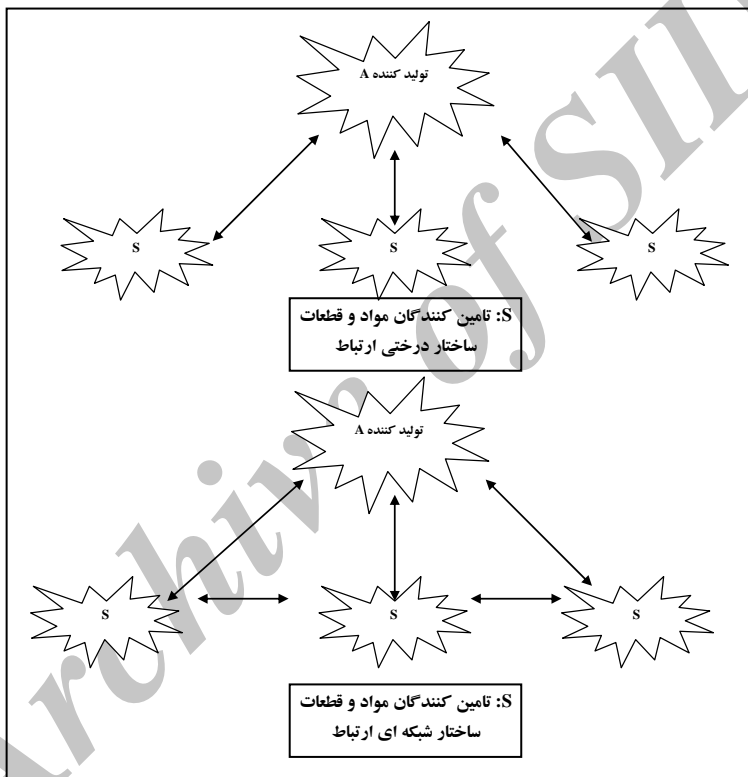 تولید کننده A
S
S
S
S: تامین کنندگان مواد و قطعات
ساختار درختی ارتباط
تولید کننده A
S
S
S
S: تامین کنندگان مواد و قطعات
ساختار شبکه ای ارتباط
Archive of SID